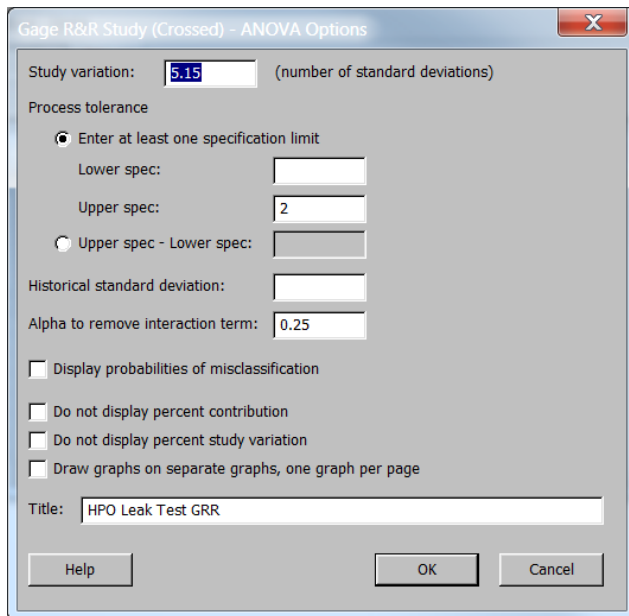 Gage R&R Study (Crossed) - ANOVA Options
Study variation: 5.15 (number of standard deviations)
Process tolerance
Enter at least one specification limit
Lower spec:
Upper spec: 2
Upper spec - Lower spec:
Historical standard deviation:
Alpha to remove interaction term: 0.25
Display probabilities of misclassification
Do not display percent contribution
Do not display percent study variation
Draw graphs on separate graphs, one graph per page
Title: HPO Leak Test GRR
Help OK Cancel